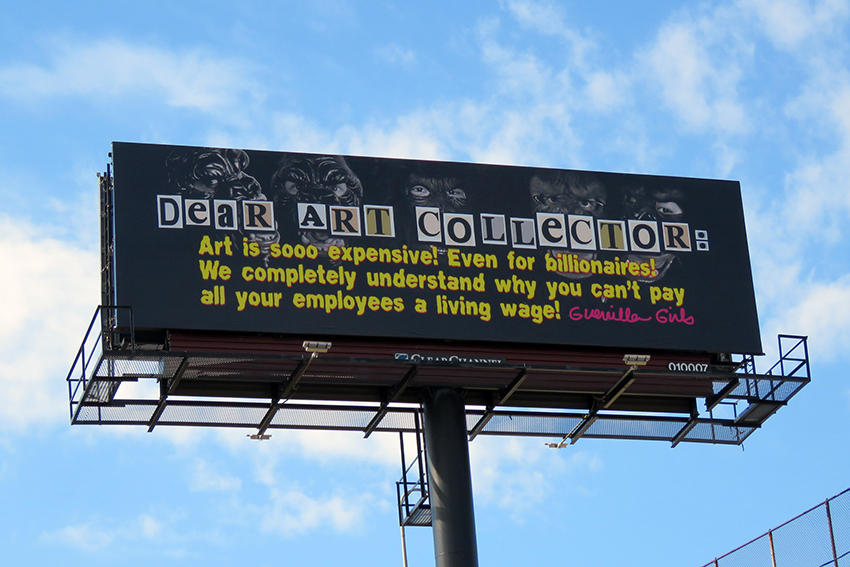 DeaR ART COLLECTOR:
Art is sooo expensive! Even for billionaires!
We completely understand why you can't pay
all your employees a living wage! Guerilla Girls
CLEARCHANNEL
010007